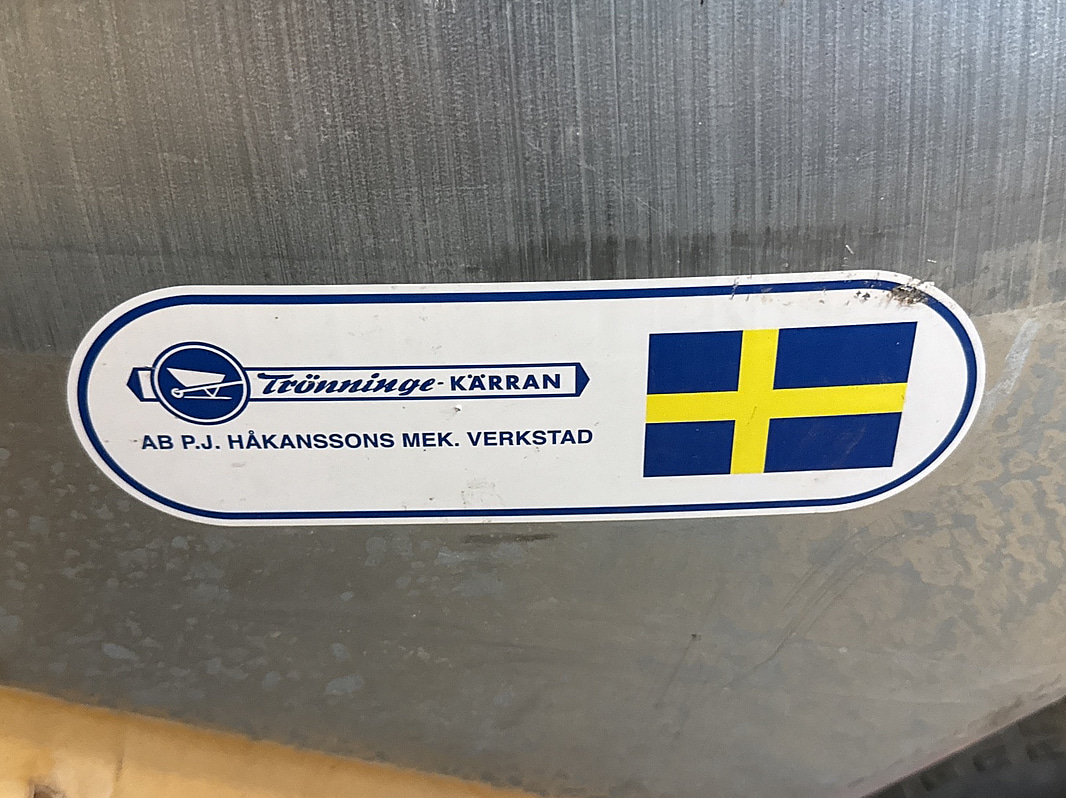 Trönninge-KÄRRAN
AB P.J. HÅKANSSONS MEK. VERKSTAD